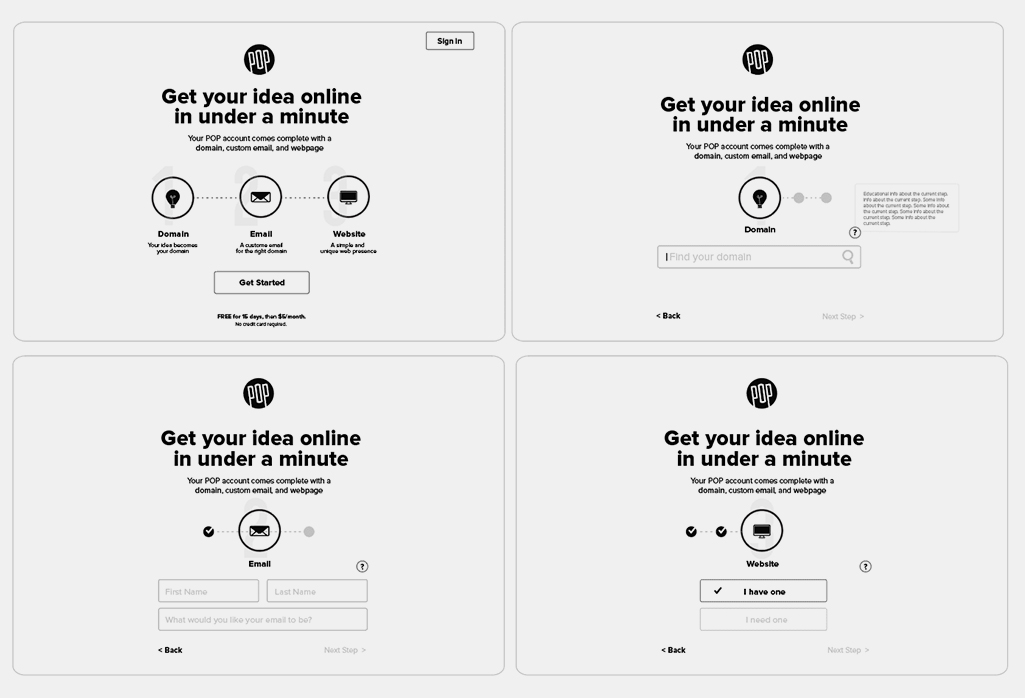 Sign in
POP
Get your idea online
in under a minute
Your POP account comes complete with a
domain, custom email, and webpage
1 2 3
Domain
Your idea becomes
your domain
Email
A custome email
for the right domain
Website
A simple and
unique web presence
Get Started
FREE for 15 days, then $5/month.
No credit card required.
POP
Get your idea online
in under a minute
Your POP account comes complete with a
domain, custom email, and webpage
1
Domain
Educational info about the current step.
Info about the current step. Some info
about the current step. Some info about
the current step. Some info about the
current step.
?
Find your domain
< Back
Next Step >
POP
Get your idea online
in under a minute
Your POP account comes complete with a
domain, custom email, and webpage
2
Email
?
First Name
Last Name
What would you like your email to be?
< Back
Next Step >
POP
Get your idea online
in under a minute
Your POP account comes complete with a
domain, custom email, and webpage
Website
?
I have one
I need one
< Back
Next Step >